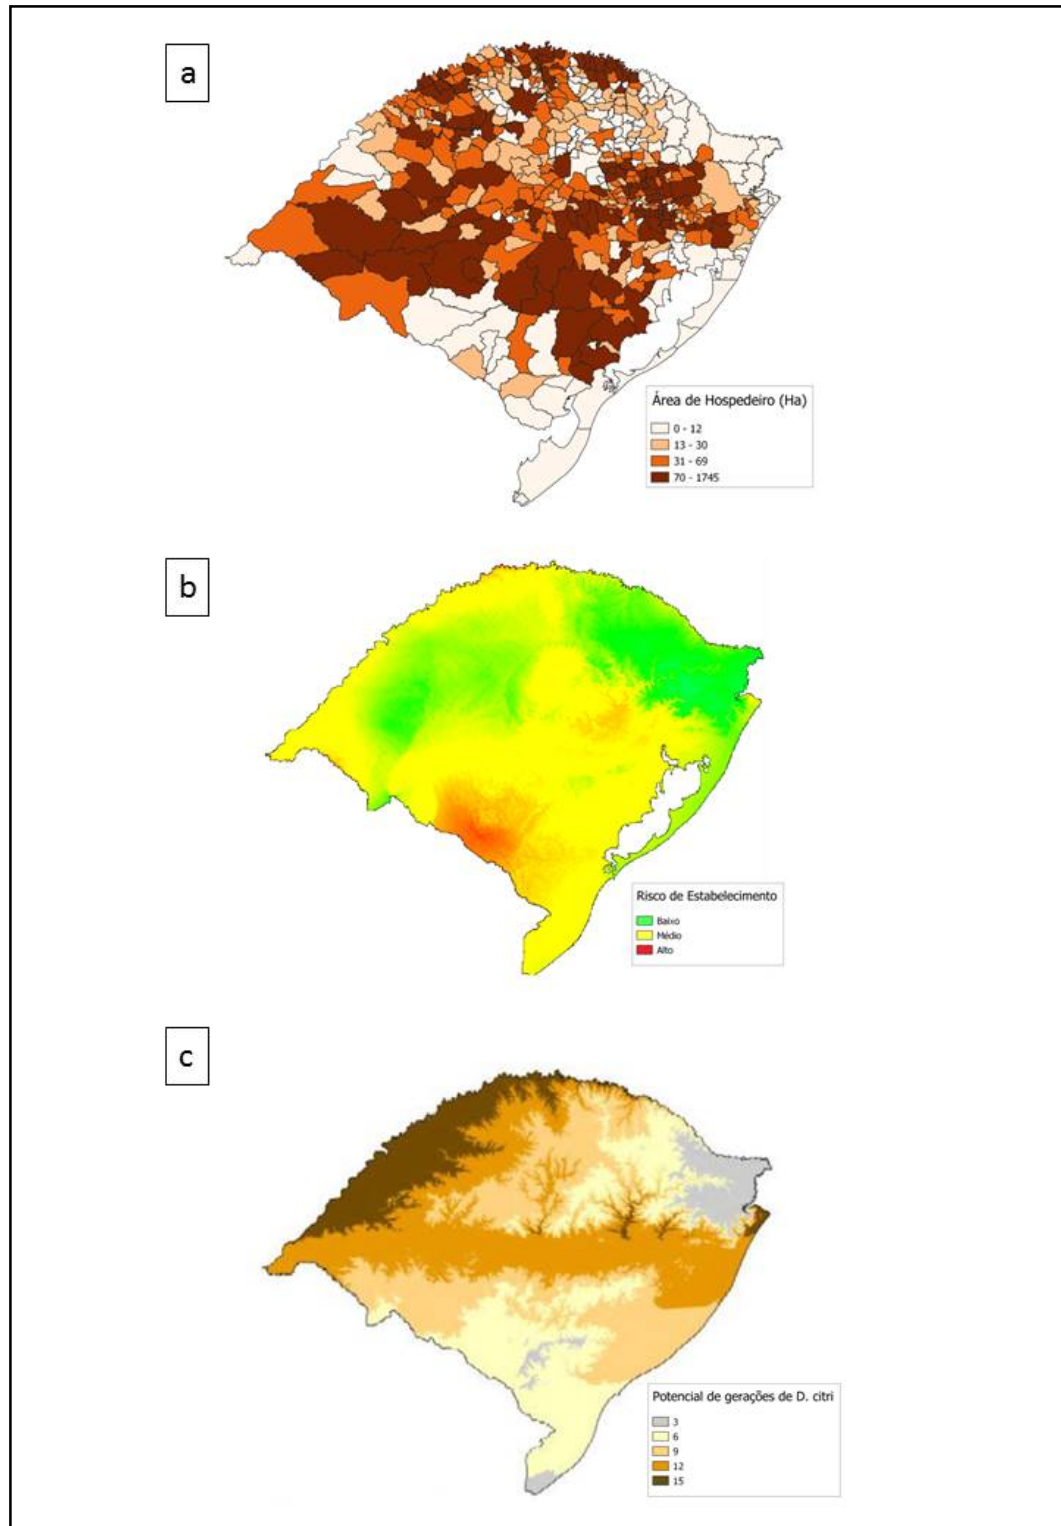 a
Área de Hospedeiro (Ha)
0 - 12
13 - 30
31 - 69
70 - 1745
b
Risco de Estabelecimento
Baixo
Médio
Alto
c
Potencial de gerações de D. citri
3
6
9
12
15